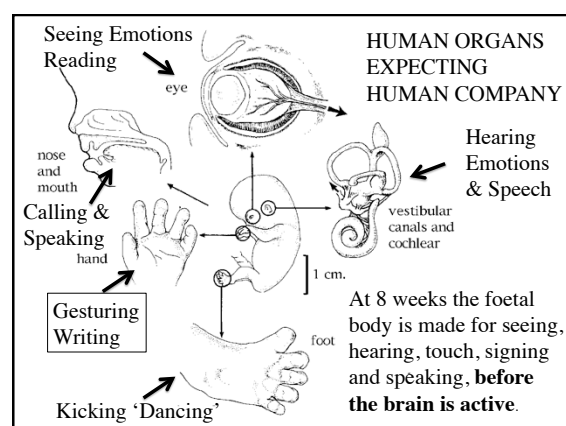 Seeing Emotions
Reading
eye
HUMAN ORGANS
EXPECTING
HUMAN COMPANY
nose
and
mouth
Hearing
Emotions
& Speech
Calling &
Speaking
hand
vestibular
canals and
cochlear
1 cm.
Gesturing
Writing
foot
At 8 weeks the foetal
body is made for seeing,
hearing, touch, signing
and speaking, before
the brain is active.
Kicking ‘Dancing’